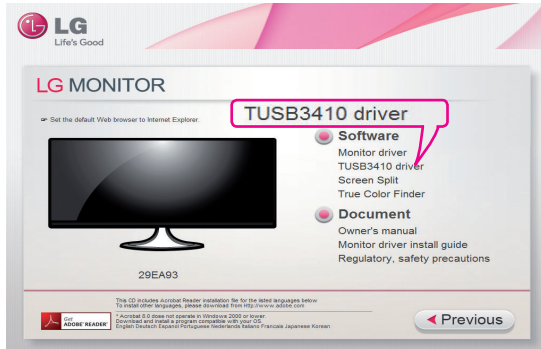 LG
Life's Good
LG MONITOR
Set the default Web browser to Internet Explorer.
TUSB3410 driver
Software
Monitor driver
TUSB3410 driver
Screen Split
True Color Finder
Document
Owner's manual
Monitor driver install guide
Regulatory, safety precautions
29EA93
This CD includes Acrobat Reader installation file for the listed languages below
To install other languages, please download from Http://www.adobe.com
Get
ADOBE® READER®
* Acrobat 8.0 does not operate in Windows 2000 or lower.
Download and install a program compatible with your OS.
English Deutsch Espanol Portuguese Nederlands Italiano Francais Japanese Korean
Previous